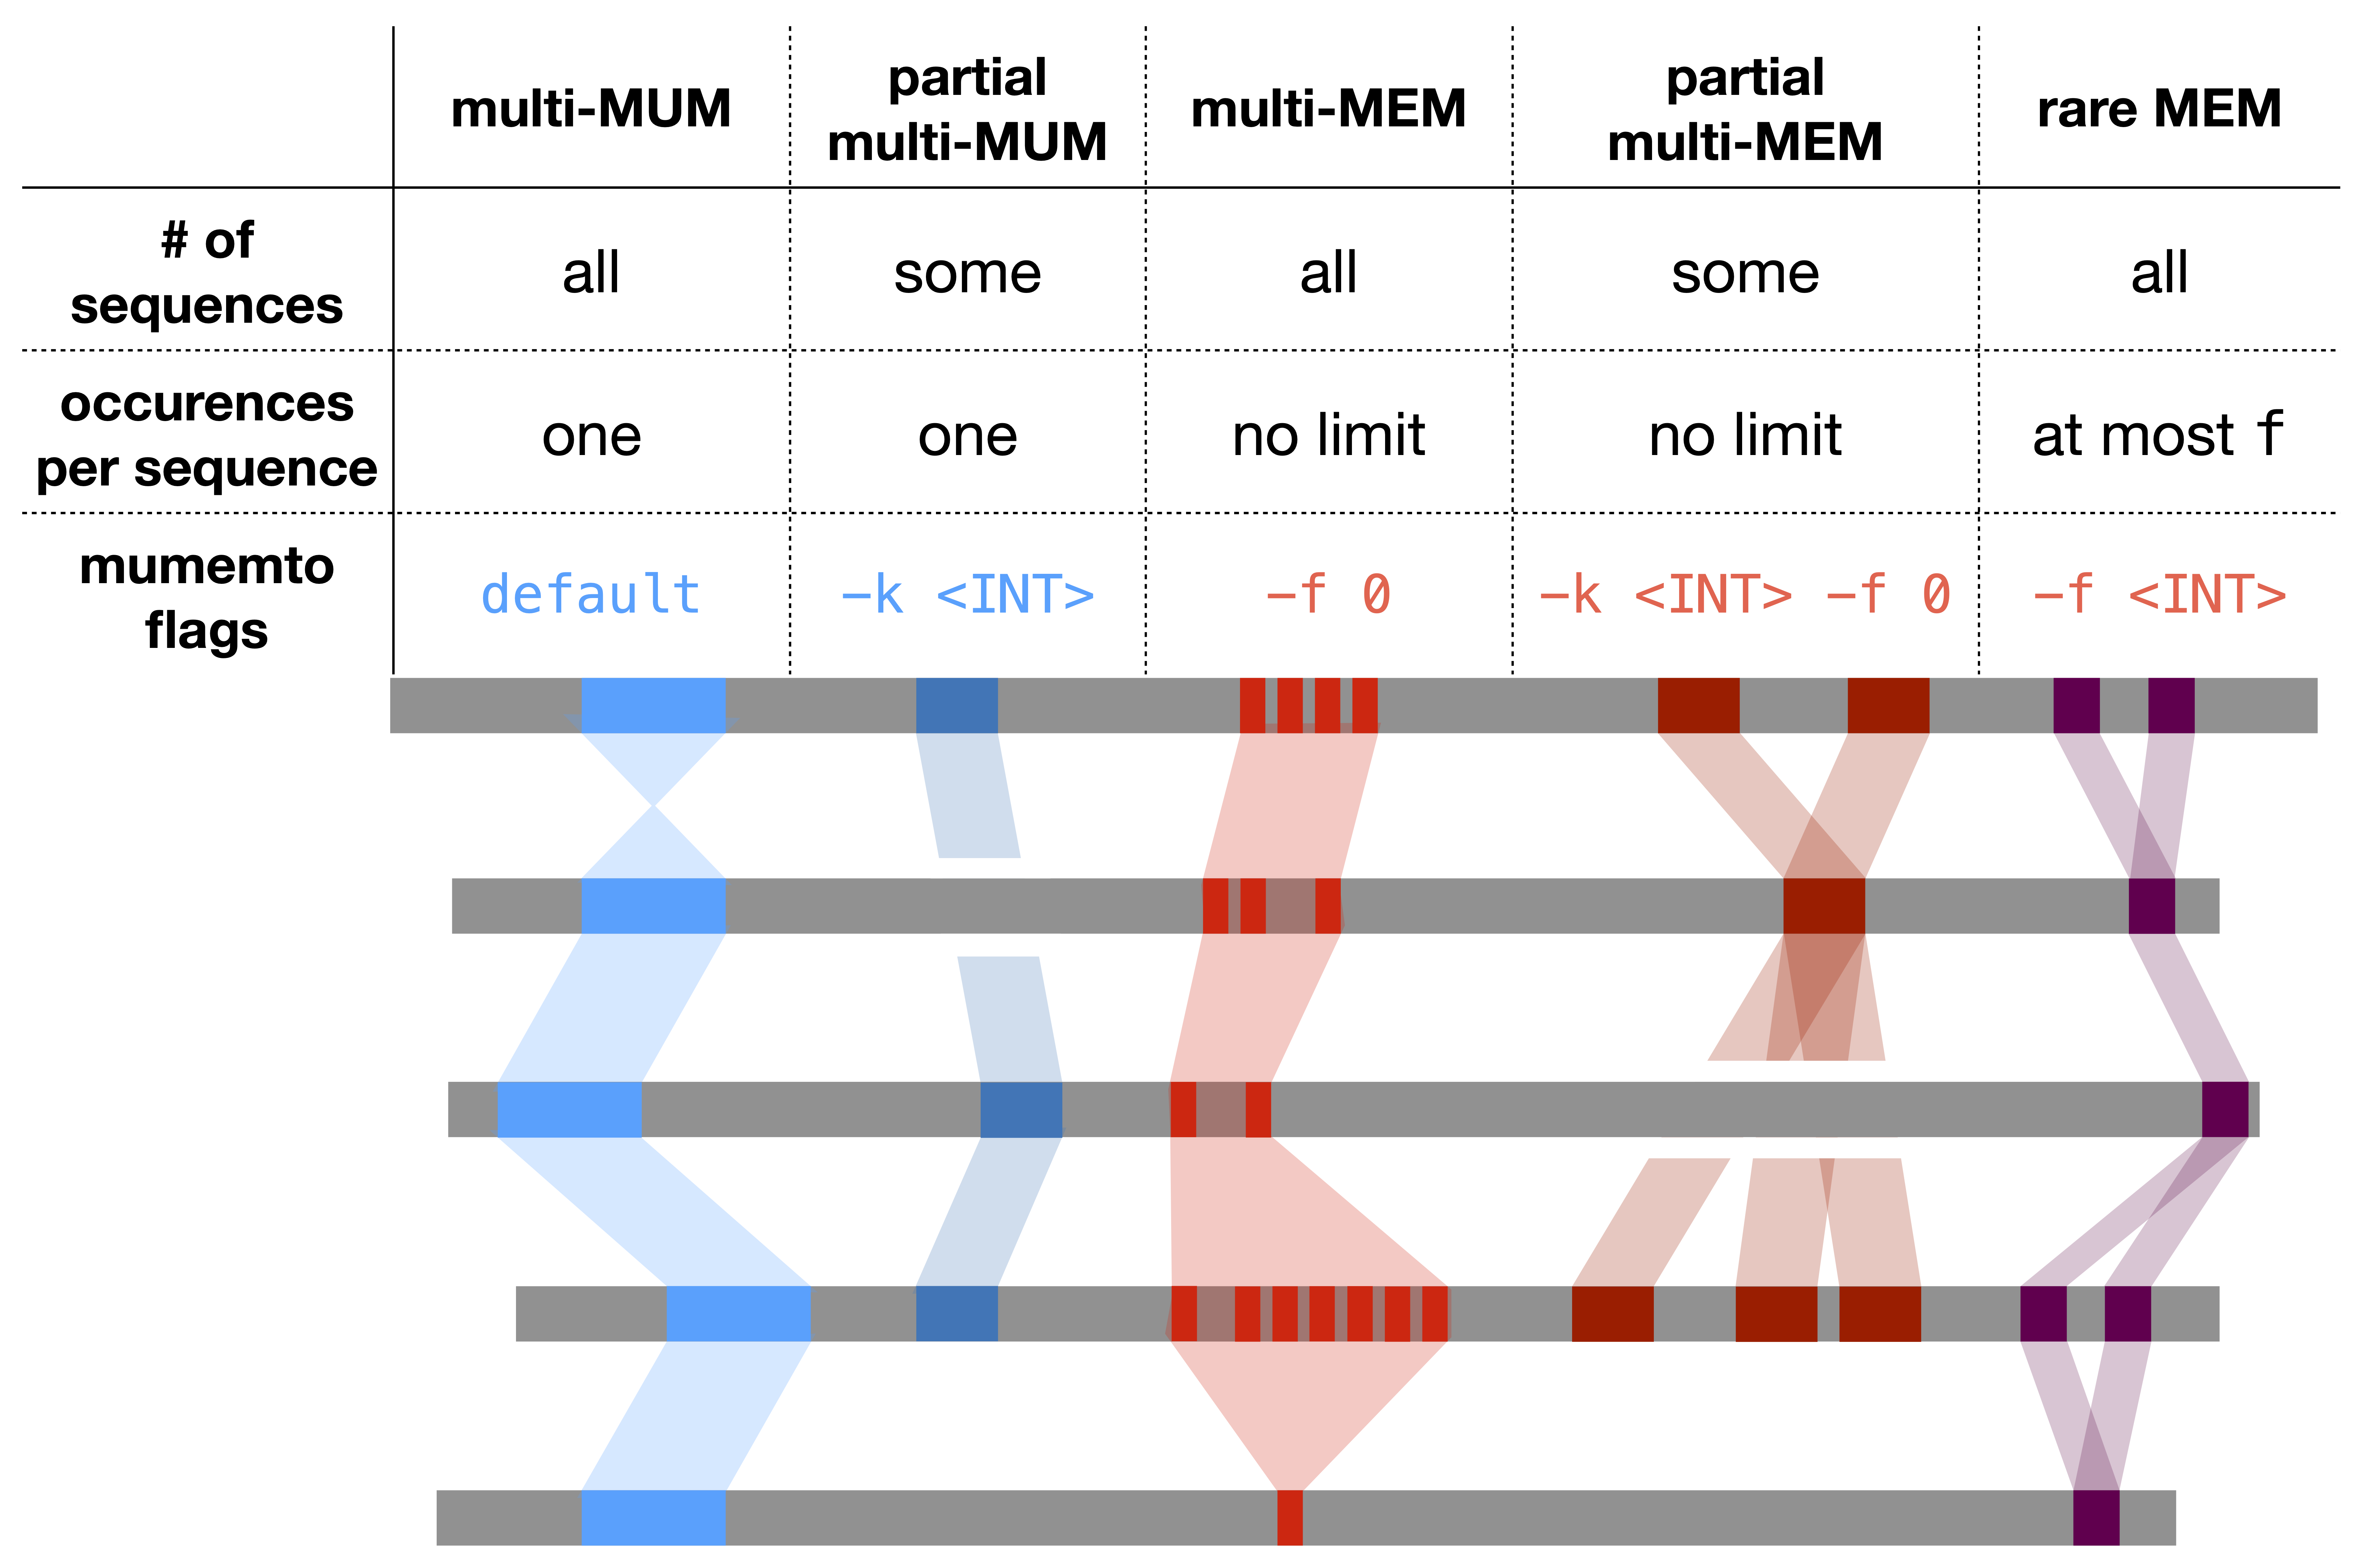 multi-MUM
partial
multi-MUM
multi-MEM
partial
multi-MEM
rare MEM
# of
sequences
all
some
all
some
all
occurences
per sequence
one
one
no limit
no limit
at most f
mumemto
flags
default
–k <INT>
–f 0
–k <INT> –f 0
–f <INT>